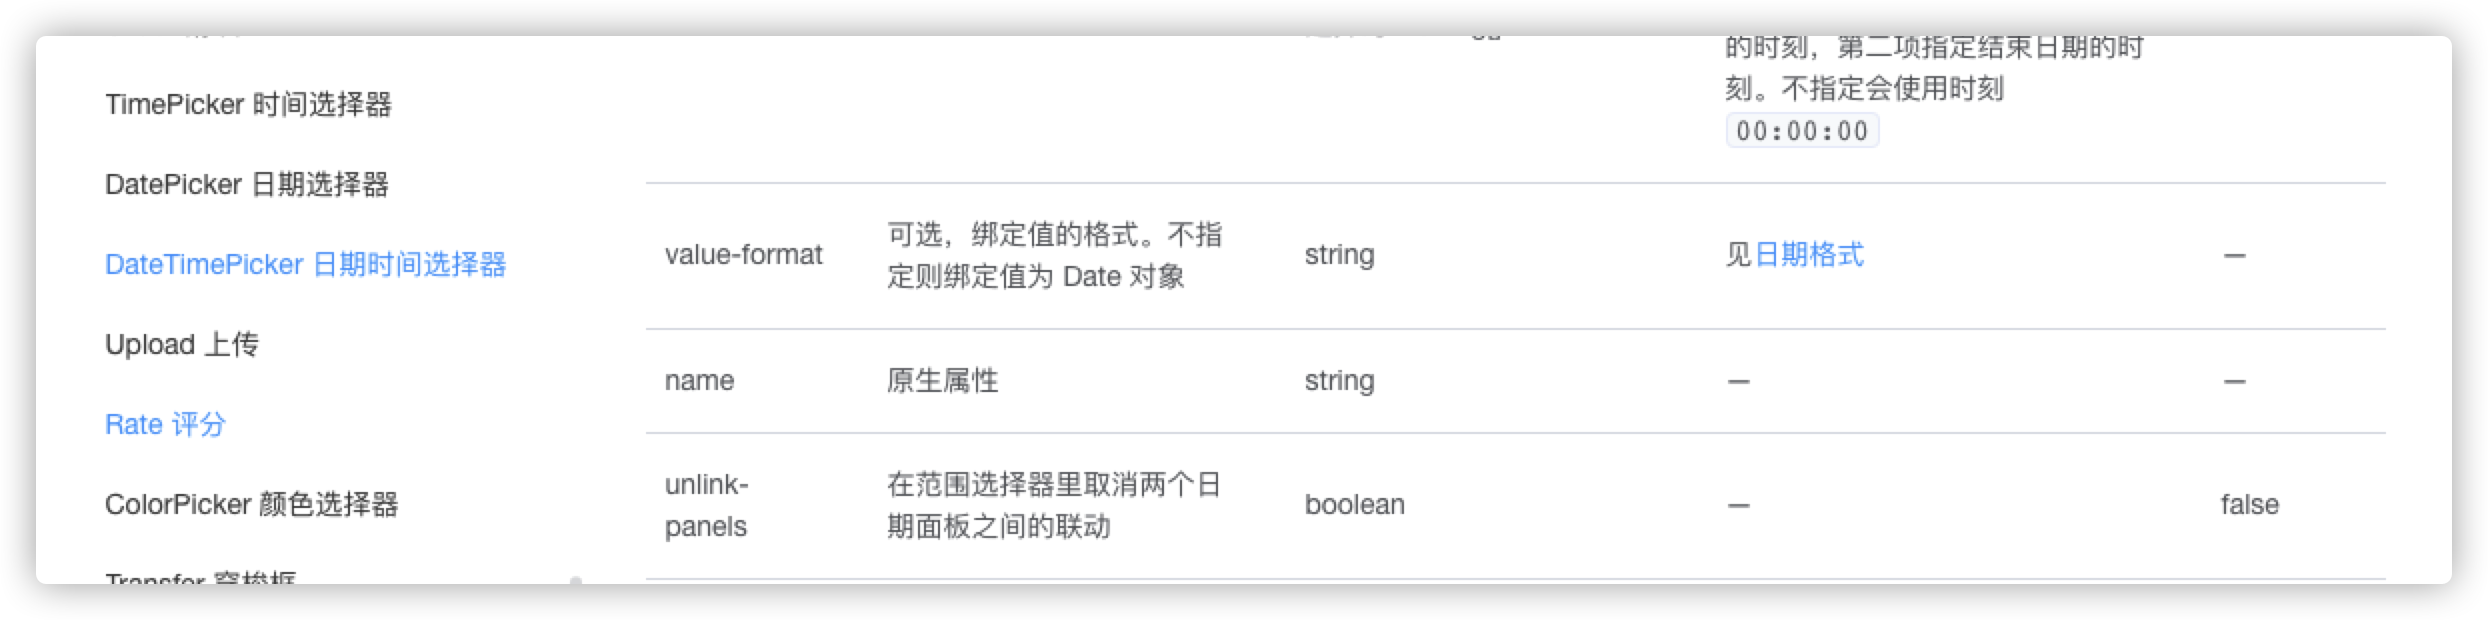 TimePicker 时间选择器
DatePicker 日期选择器
DateTimePicker 日期时间选择器
Upload 上传
Rate 评分
ColorPicker 颜色选择器
Transfer 穿梭框
的时刻，第二项指定结束日期的时
刻。不指定会使用时刻
00:00:00
value-format
可选，绑定值的格式。不指
定则绑定值为 Date 对象
string
见日期格式
—
name
原生属性
string
—
—
unlink-
panels
在范围选择器里取消两个日
期面板之间的联动
boolean
—
false